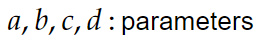 a, b, c, d : parameters